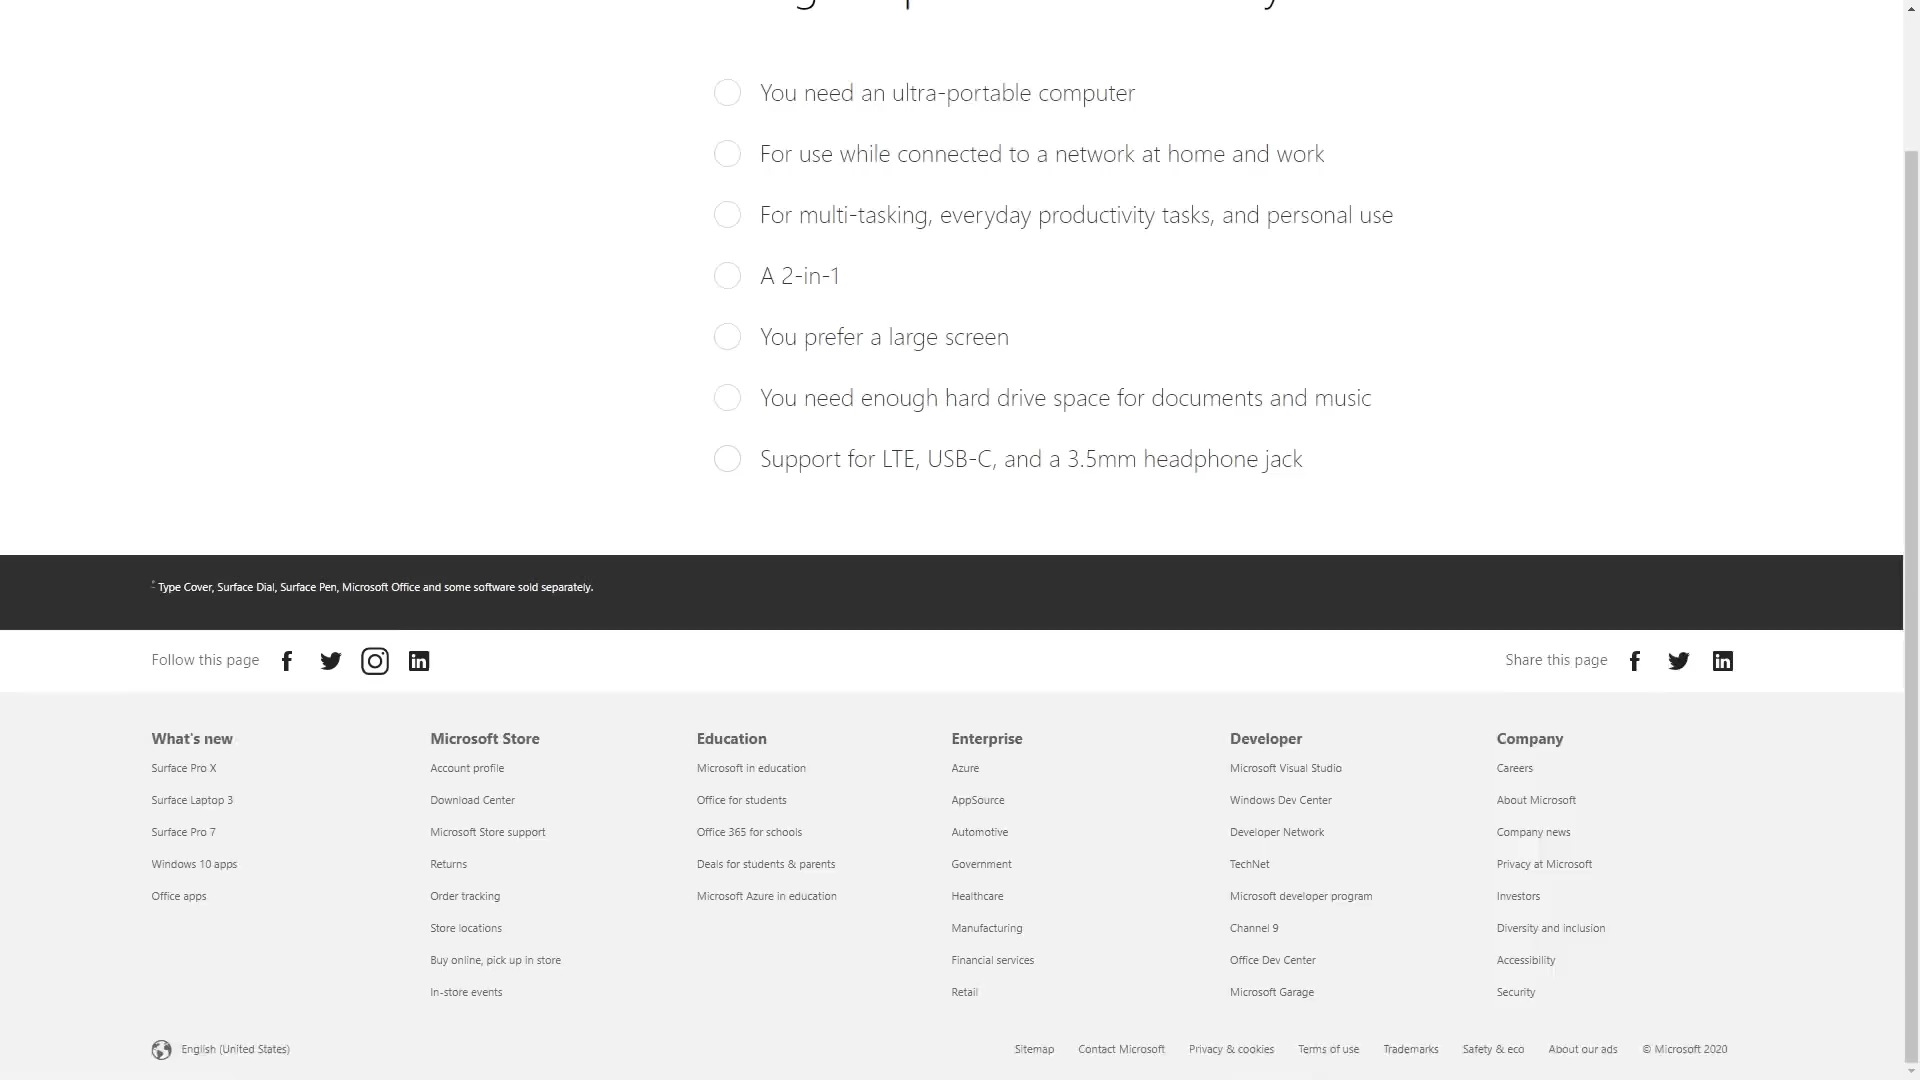 You need an ultra-portable computer
For use while connected to a network at home and work
For multi-tasking, everyday productivity tasks, and personal use
A 2-in-1
You prefer a large screen
You need enough hard drive space for documents and music
Support for LTE, USB-C, and a 3.5mm headphone jack
* Type Cover, Surface Dial, Surface Pen, Microsoft Office and some software sold separately.
Follow this page
Share this page
What's new
Surface Pro X
Surface Laptop 3
Surface Pro 7
Windows 10 apps
Office apps
Microsoft Store
Account profile
Download Center
Microsoft Store support
Returns
Order tracking
Store locations
Buy online, pick up in store
In-store events
Education
Microsoft in education
Office for students
Office 365 for schools
Deals for students & parents
Microsoft Azure in education
Enterprise
Azure
AppSource
Automotive
Government
Healthcare
Manufacturing
Financial services
Retail
Developer
Microsoft Visual Studio
Windows Dev Center
Developer Network
TechNet
Microsoft developer program
Channel 9
Office Dev Center
Microsoft Garage
Company
Careers
About Microsoft
Company news
Privacy at Microsoft
Investors
Diversity and inclusion
Accessibility
Security
English (United States)
Sitemap Contact Microsoft Privacy & cookies Terms of use Trademarks Safety & eco About our ads © Microsoft 2020